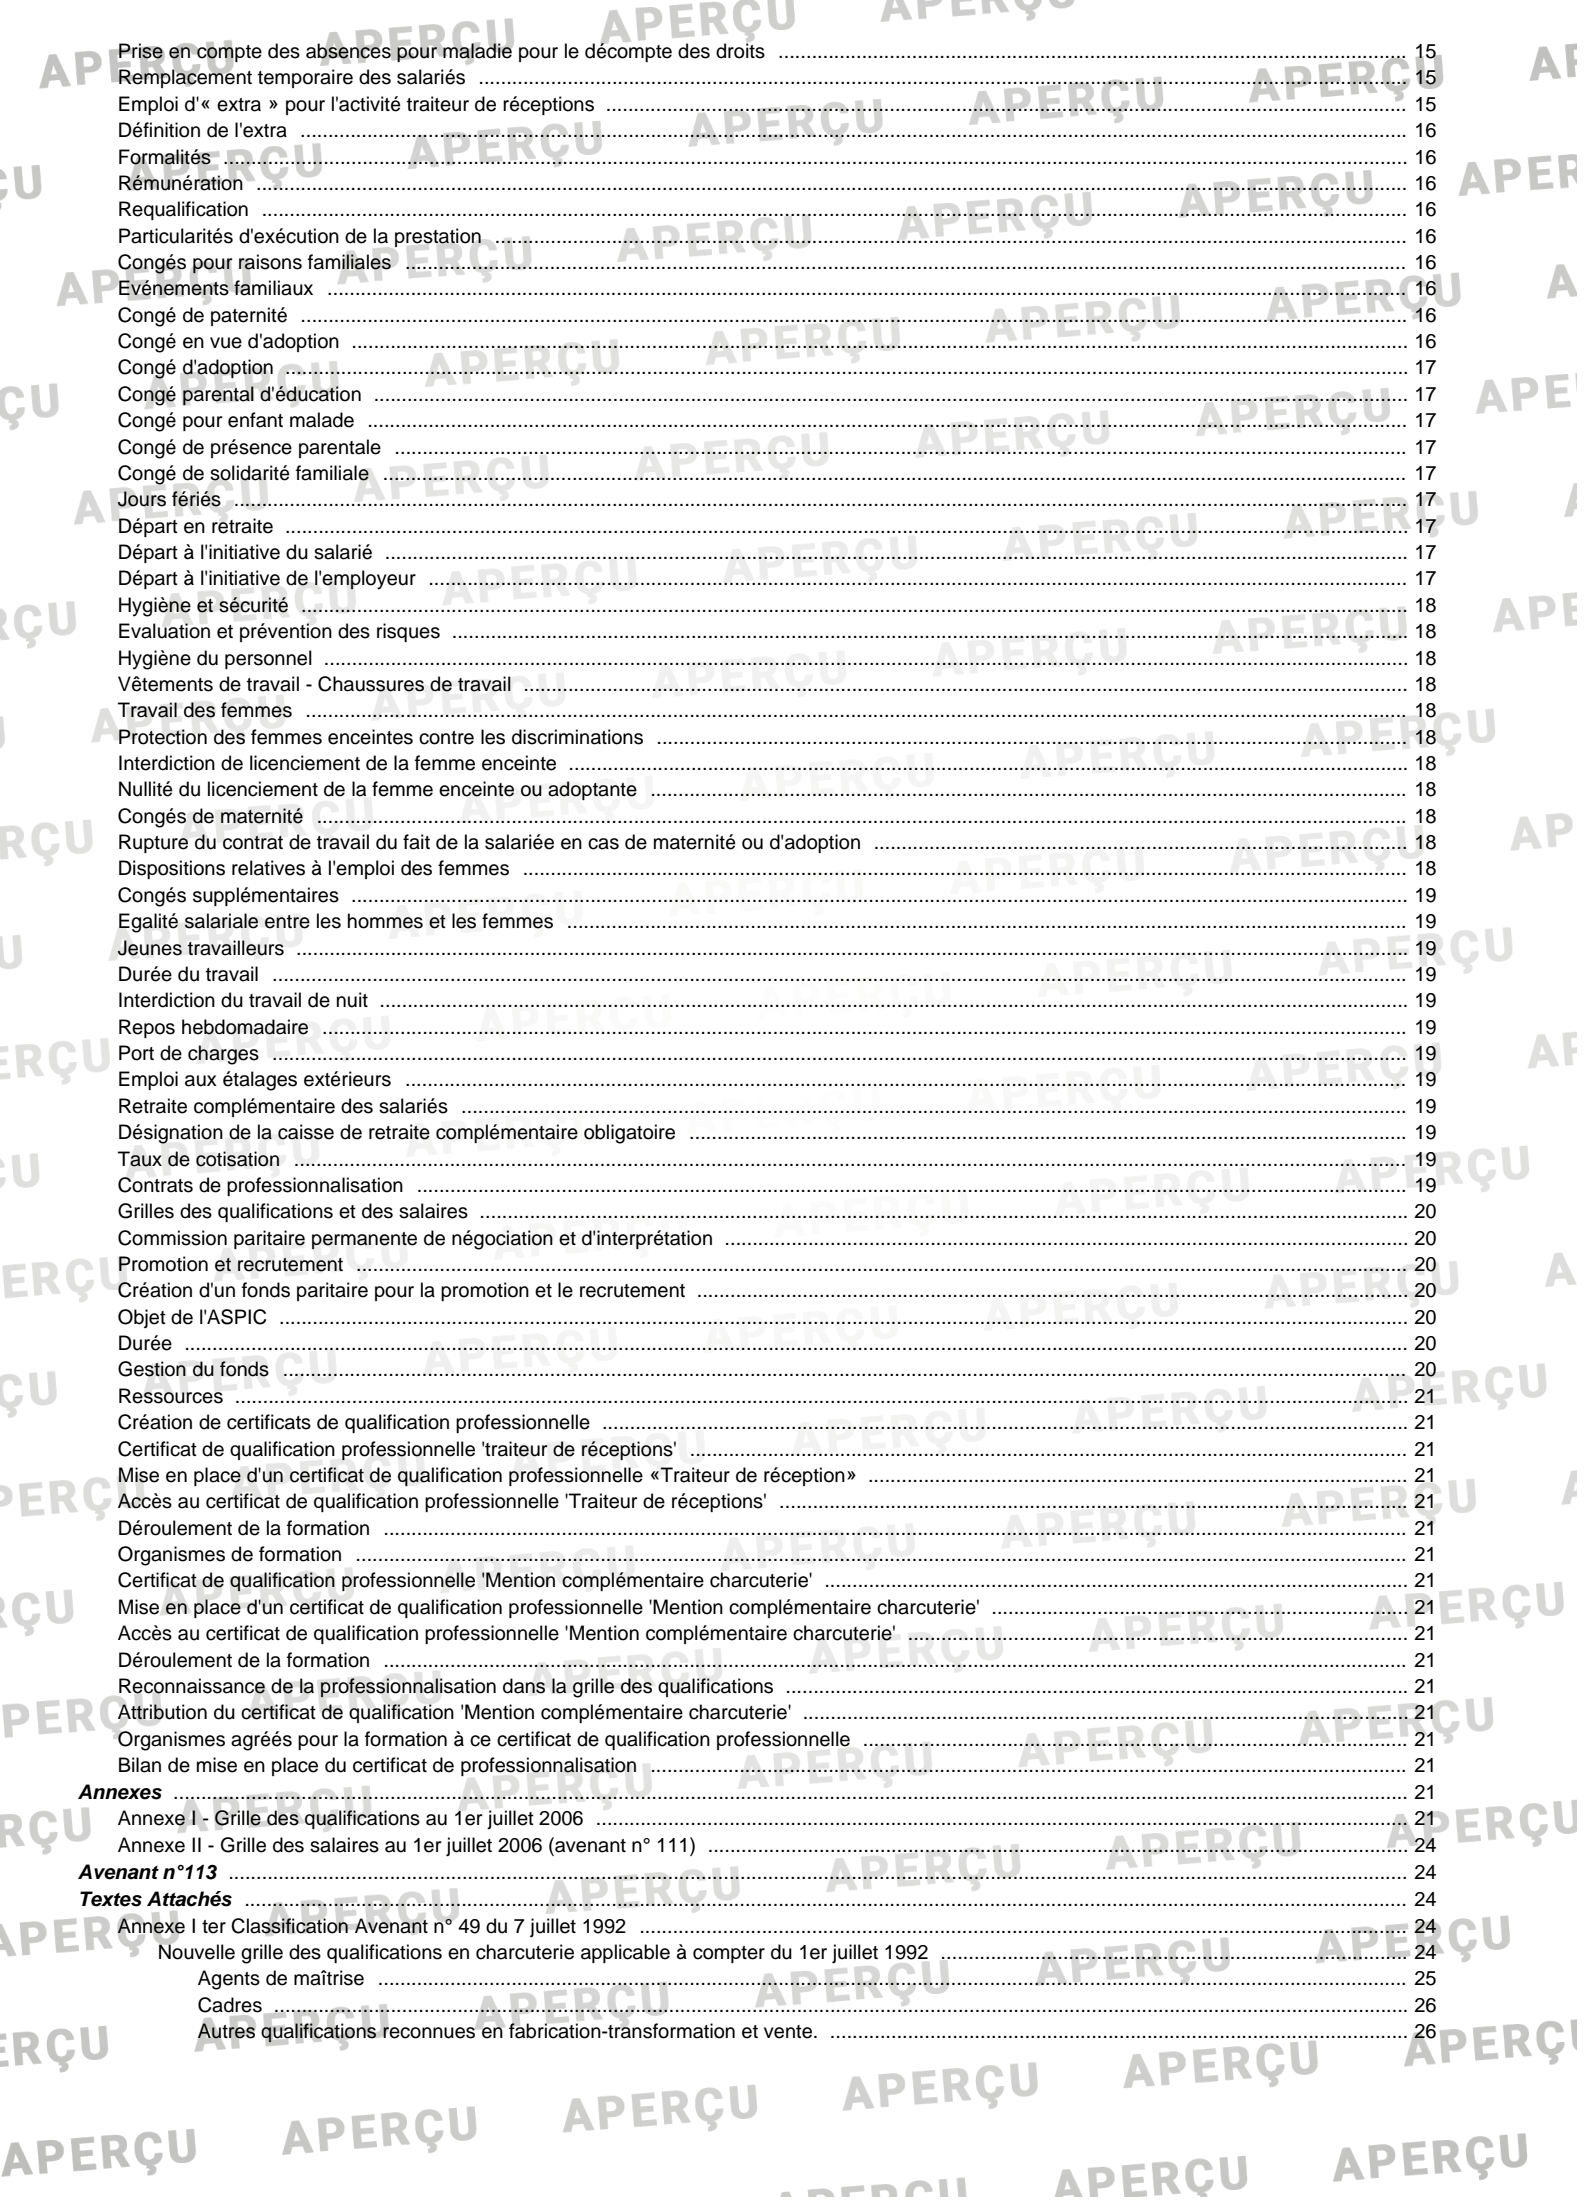 Prise en compte des absences pour maladie pour le décompte des droits ... 15
Remplacement temporaire des salariés ... 15
Emploi d'« extra » pour l'activité traiteur de réceptions ... 15
Définition de l'extra ... 16
Formalités ... 16
Rémunération ... 16
Requalification ... 16
Particularités d'exécution de la prestation ... 16
Congés pour raisons familiales ... 16
Evénements familiaux ... 16
Congé de paternité ... 16
Congé en vue d'adoption ... 16
Congé d'adoption ... 17
Congé parental d'éducation ... 17
Congé pour enfant malade ... 17
Congé de présence parentale ... 17
Congé de solidarité familiale ... 17
Jours fériés ... 17
Départ en retraite ... 17
Départ à l'initiative du salarié ... 17
Départ à l'initiative de l'employeur ... 17
Hygiène et sécurité ... 18
Evaluation et prévention des risques ... 18
Hygiène du personnel ... 18
Vêtements de travail - Chaussures de travail ... 18
Travail des femmes ... 18
Protection des femmes enceintes contre les discriminations ... 18
Interdiction de licenciement de la femme enceinte ... 18
Nullité du licenciement de la femme enceinte ou adoptante ... 18
Congés de maternité ... 18
Rupture du contrat de travail du fait de la salariée en cas de maternité ou d'adoption ... 18
Dispositions relatives à l'emploi des femmes ... 18
Congés supplémentaires ... 19
Egalité salariale entre les hommes et les femmes ... 19
Jeunes travailleurs ... 19
Durée du travail ... 19
Interdiction du travail de nuit ... 19
Repos hebdomadaire ... 19
Port de charges ... 19
Emploi aux étalages extérieurs ... 19
Retraite complémentaire des salariés ... 19
Désignation de la caisse de retraite complémentaire obligatoire ... 19
Taux de cotisation ... 19
Contrats de professionnalisation ... 19
Grilles des qualifications et des salaires ... 20
Commission paritaire permanente de négociation et d'interprétation ... 20
Promotion et recrutement ... 20
Création d'un fonds paritaire pour la promotion et le recrutement ... 20
Objet de l'ASPIC ... 20
Durée ... 20
Gestion du fonds ... 20
Ressources ... 21
Création de certificats de qualification professionnelle ... 21
Certificat de qualification professionnelle 'traiteur de réceptions' ... 21
Mise en place d'un certificat de qualification professionnelle «Traiteur de réception» ... 21
Accès au certificat de qualification professionnelle 'Traiteur de réceptions' ... 21
Déroulement de la formation ... 21
Organismes de formation ... 21
Certificat de qualification professionnelle 'Mention complémentaire charcuterie' ... 21
Mise en place d'un certificat de qualification professionnelle 'Mention complémentaire charcuterie' ... 21
Accès au certificat de qualification professionnelle 'Mention complémentaire charcuterie' ... 21
Déroulement de la formation ... 21
Reconnaissance de la professionnalisation dans la grille des qualifications ... 21
Attribution du certificat de qualification 'Mention complémentaire charcuterie' ... 21
Organismes agréés pour la formation à ce certificat de qualification professionnelle ... 21
Bilan de mise en place du certificat de professionnalisation ... 21
Annexes ... 21
Annexe I - Grille des qualifications au 1er juillet 2006 ... 21
Annexe II - Grille des salaires au 1er juillet 2006 (avenant n° 111) ... 24
Avenant n°113 ... 24
Textes Attachés ... 24
Annexe I ter Classification Avenant n° 49 du 7 juillet 1992 ... 24
Nouvelle grille des qualifications en charcuterie applicable à compter du 1er juillet 1992 ... 24
Agents de maîtrise ... 25
Cadres ... 26
Autres qualifications reconnues en fabrication-transformation et vente. ... 26
APERÇU